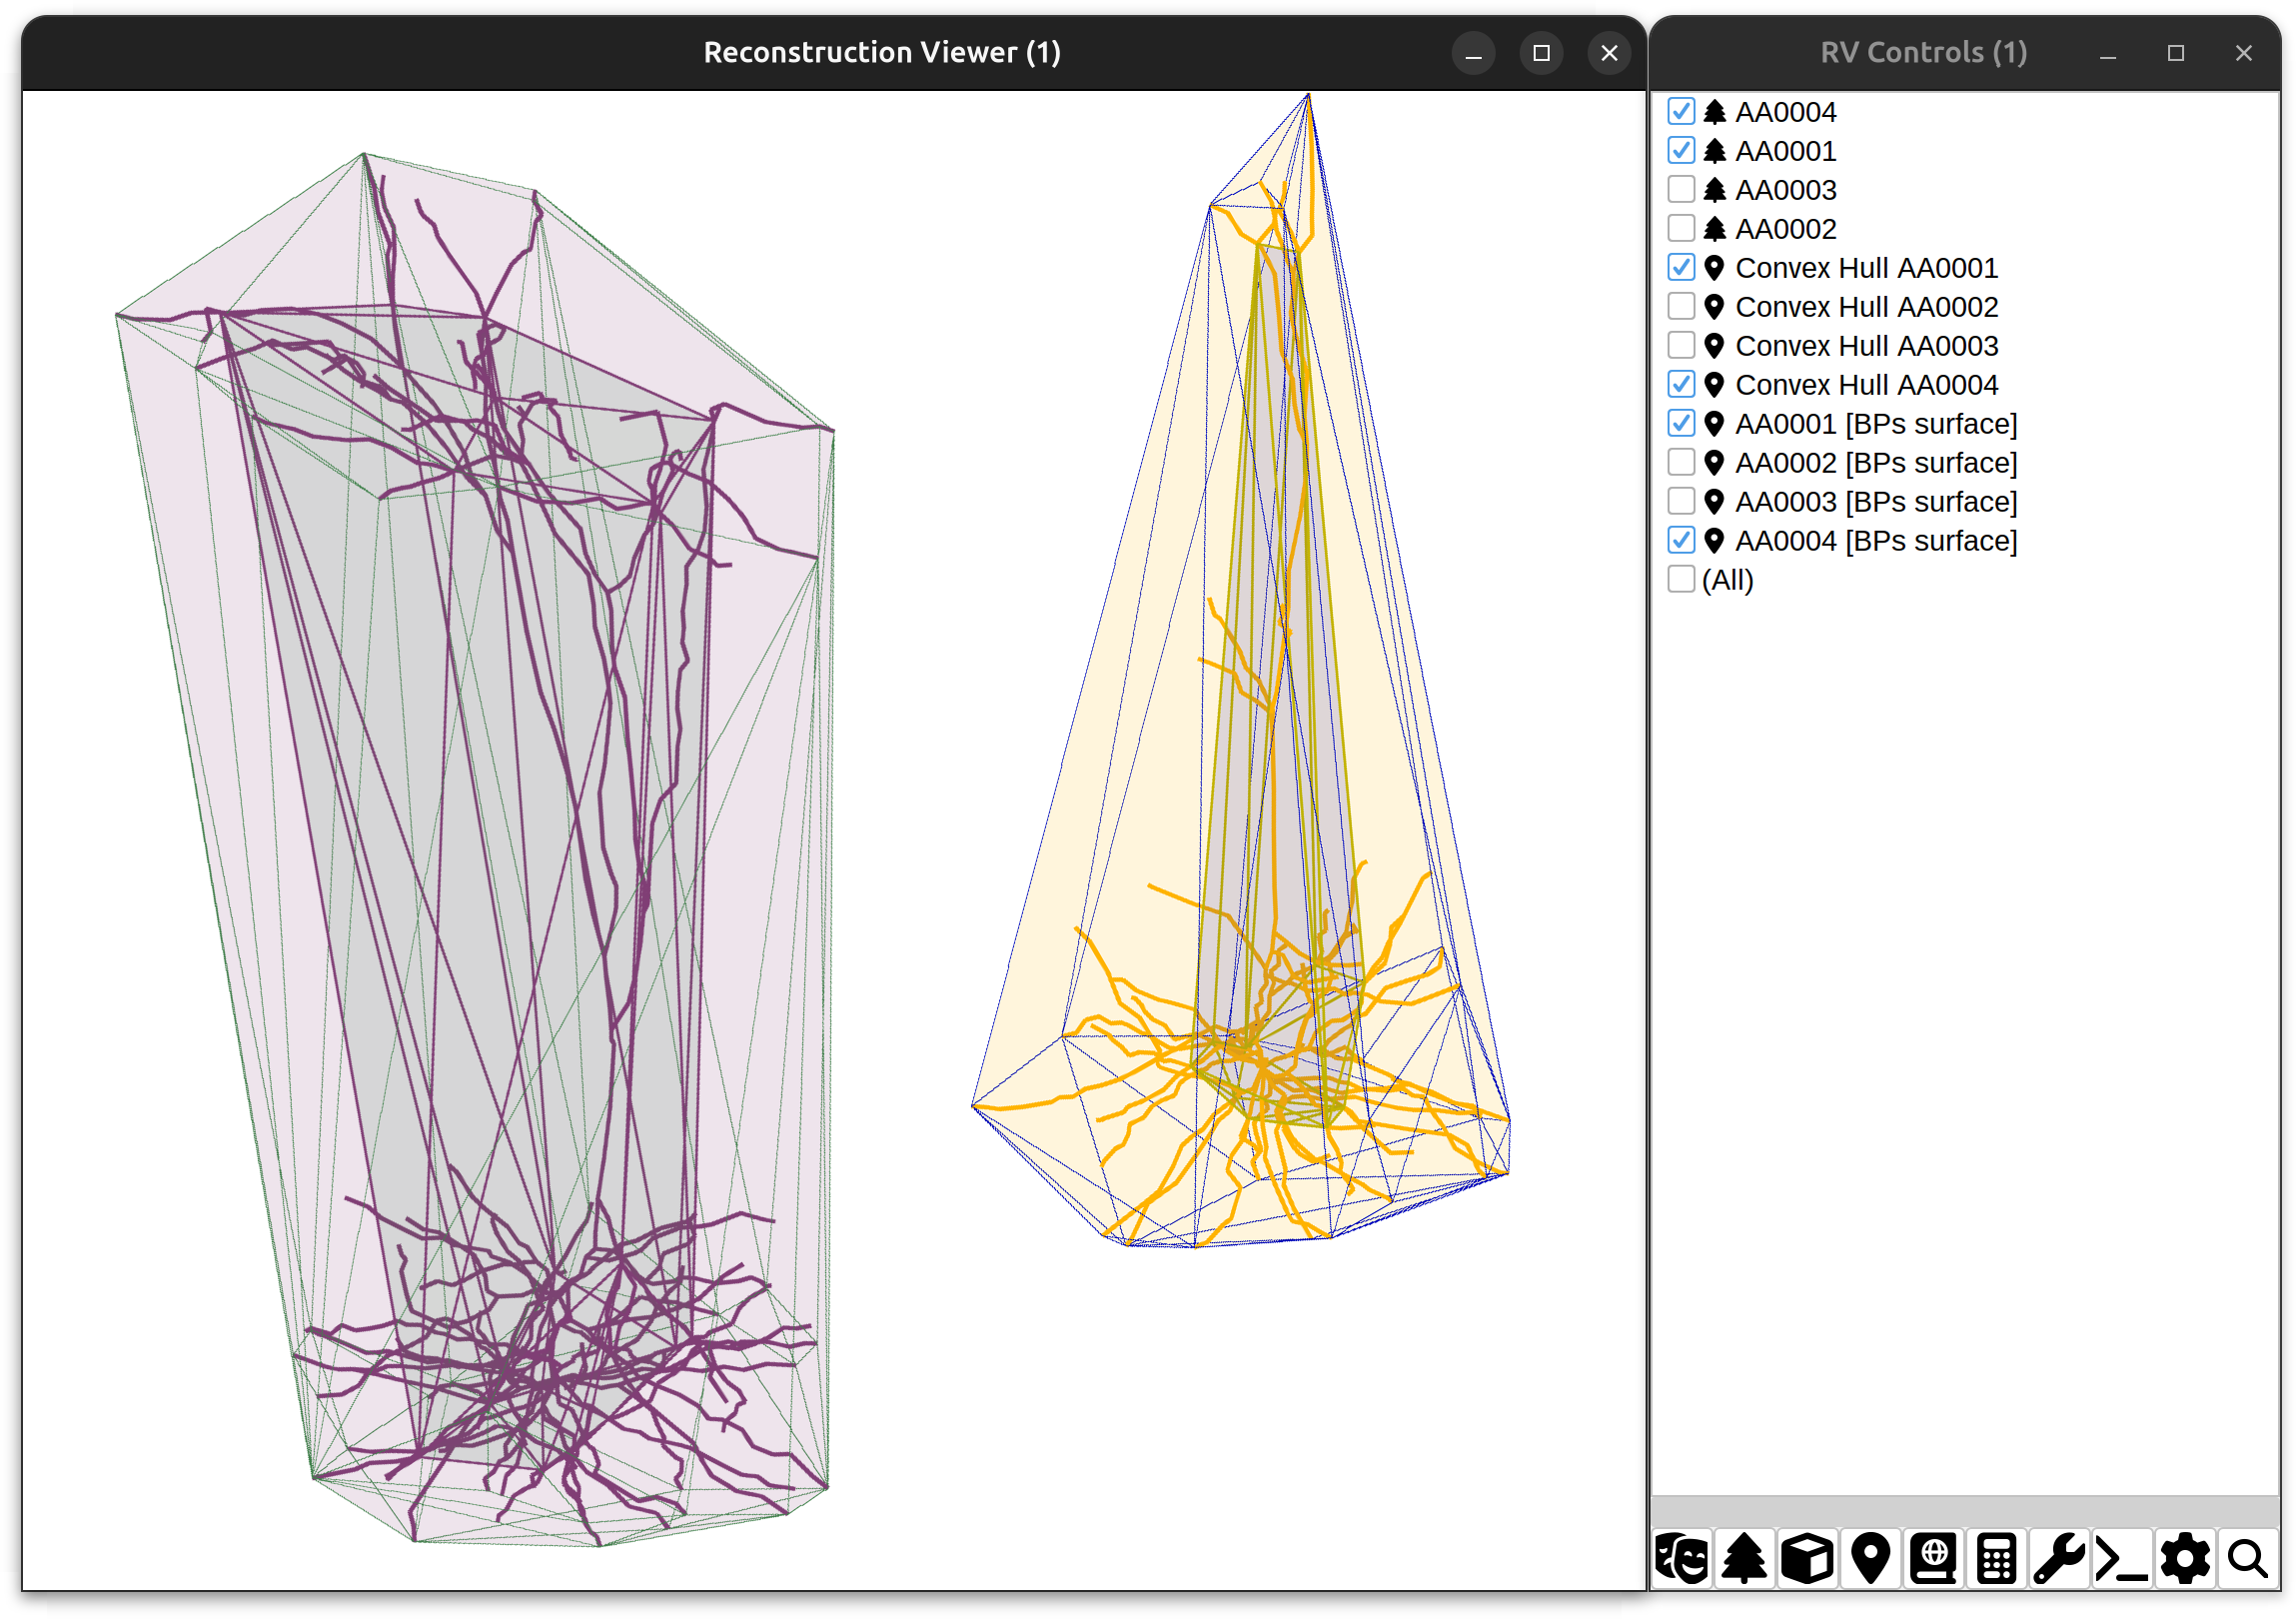 Reconstruction Viewer (1)
RV Controls (1)
AA0004
AA0001
AA0003
AA0002
Convex Hull AA0001
Convex Hull AA0002
Convex Hull AA0003
Convex Hull AA0004
AA0001 [BPs surface]
AA0002 [BPs surface]
AA0003 [BPs surface]
AA0004 [BPs surface]
(All)